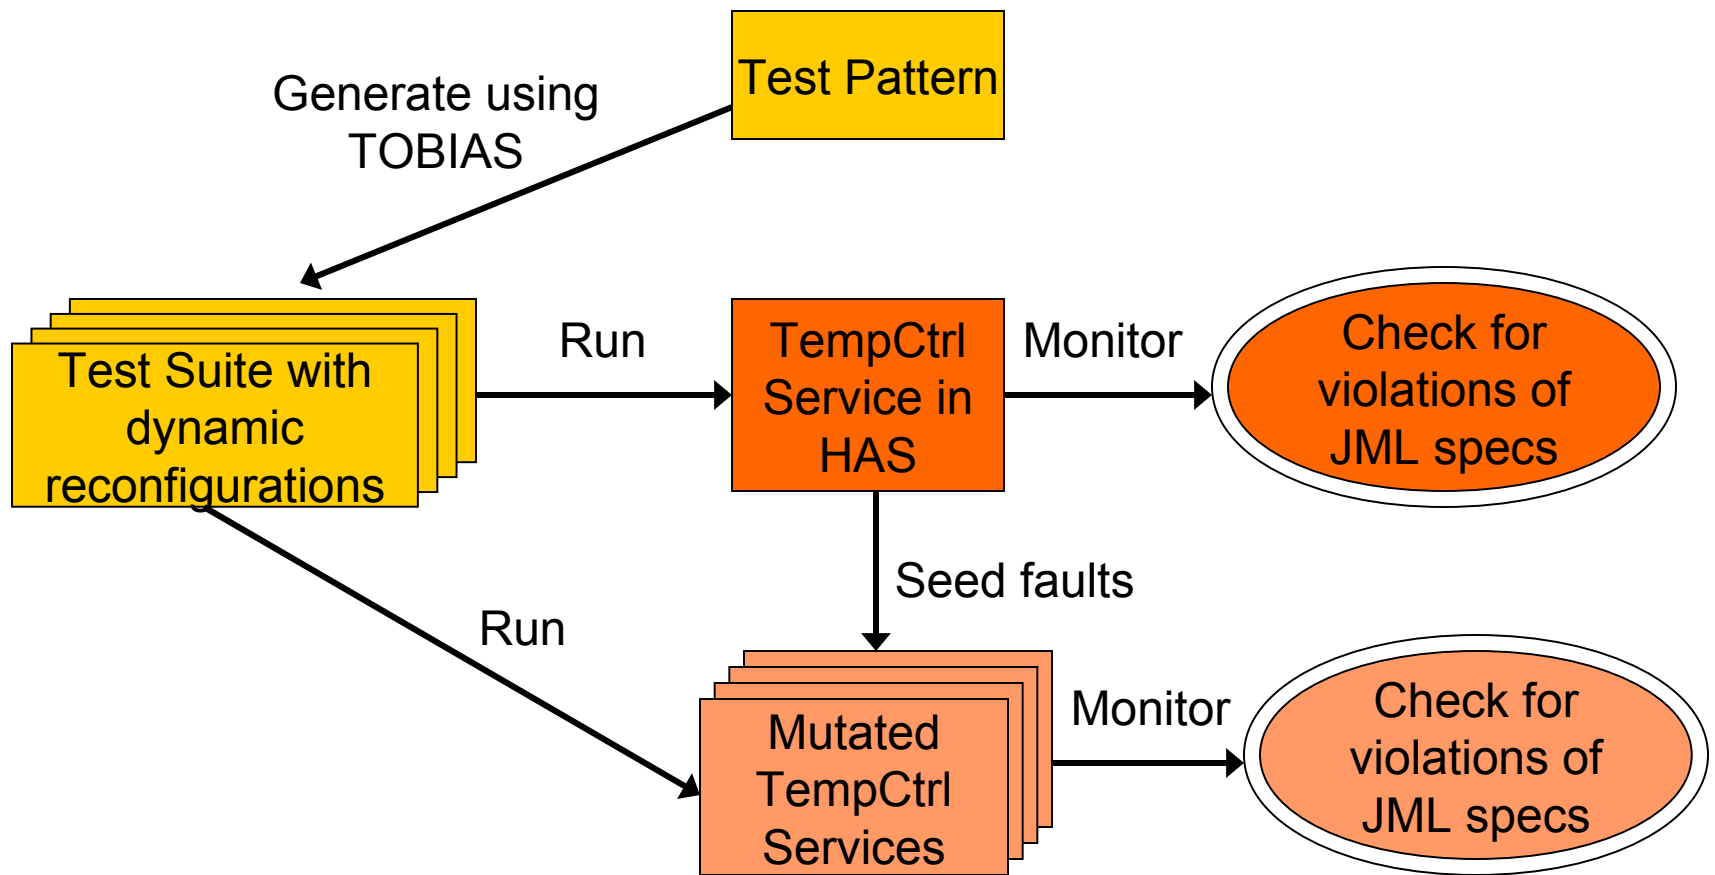 Test Pattern
Generate using
TOBIAS
Test Suite with
dynamic
reconfigurations
Run
TempCtrl
Service in
HAS
Monitor
Check for
violations of
JML specs
Seed faults
Run
Mutated
TempCtrl
Services
Monitor
Check for
violations of
JML specs